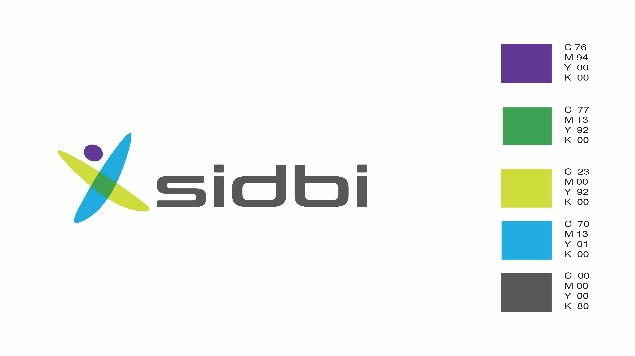 sidbi
C 76
M 94
Y 00
K 00
C 77
M 13
Y 92
K 00
C 23
M 00
Y 92
K 00
C 70
M 13
Y 01
K 00
C 00
M 00
Y 00
K 80